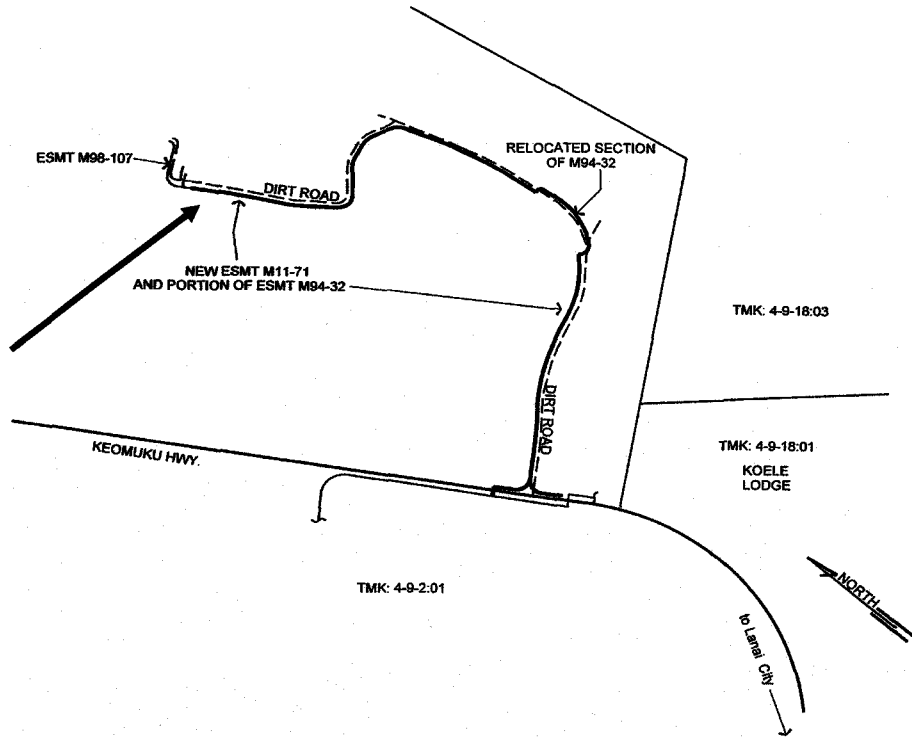 ESMT M98-107
DIRT ROAD
RELOCATED SECTION
OF M94-32
NEW ESMT M11-71
AND PORTION OF ESMT M94-32
TMK: 4-9-18:03
DIRT ROAD
KEOMUKU HWY.
TMK: 4-9-18:01
KOELE
LODGE
TMK: 4-9-2:01
NORTH
to Lanai City